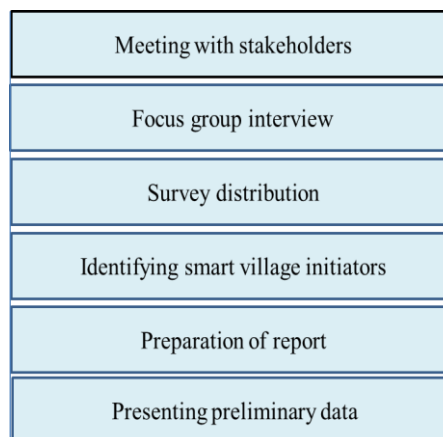 Meeting with stakeholders
Focus group interview
Survey distribution
Identifying smart village initiators
Preparation of report
Presenting preliminary data